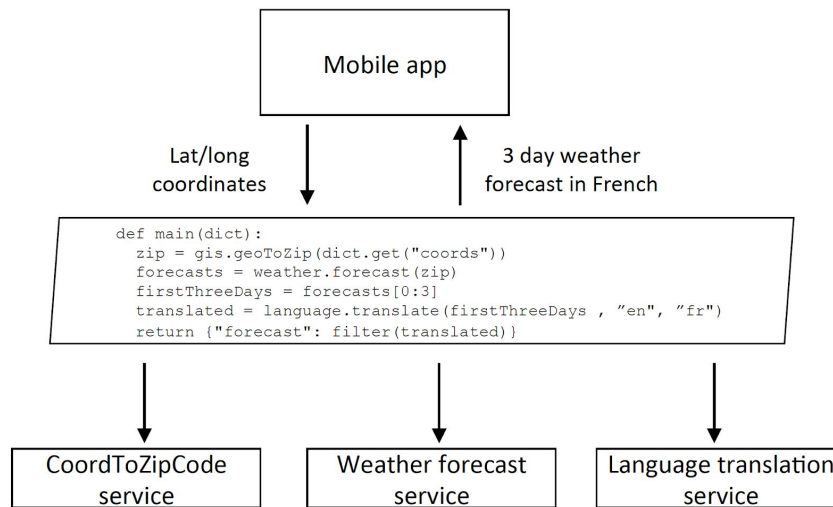 Mobile app
Lat/long
coordinates
3 day weather
forecast in French
def main(dict):
  zip = gis.geoToZip(dict.get("coords"))
  forecasts = weather.forecast(zip)
  firstThreeDays = forecasts[0:3]
  translated = language.translate(firstThreeDays , ”en", ”fr")
  return {"forecast": filter(translated)}
CoordToZipCode
service
Weather forecast
service
Language translation
service